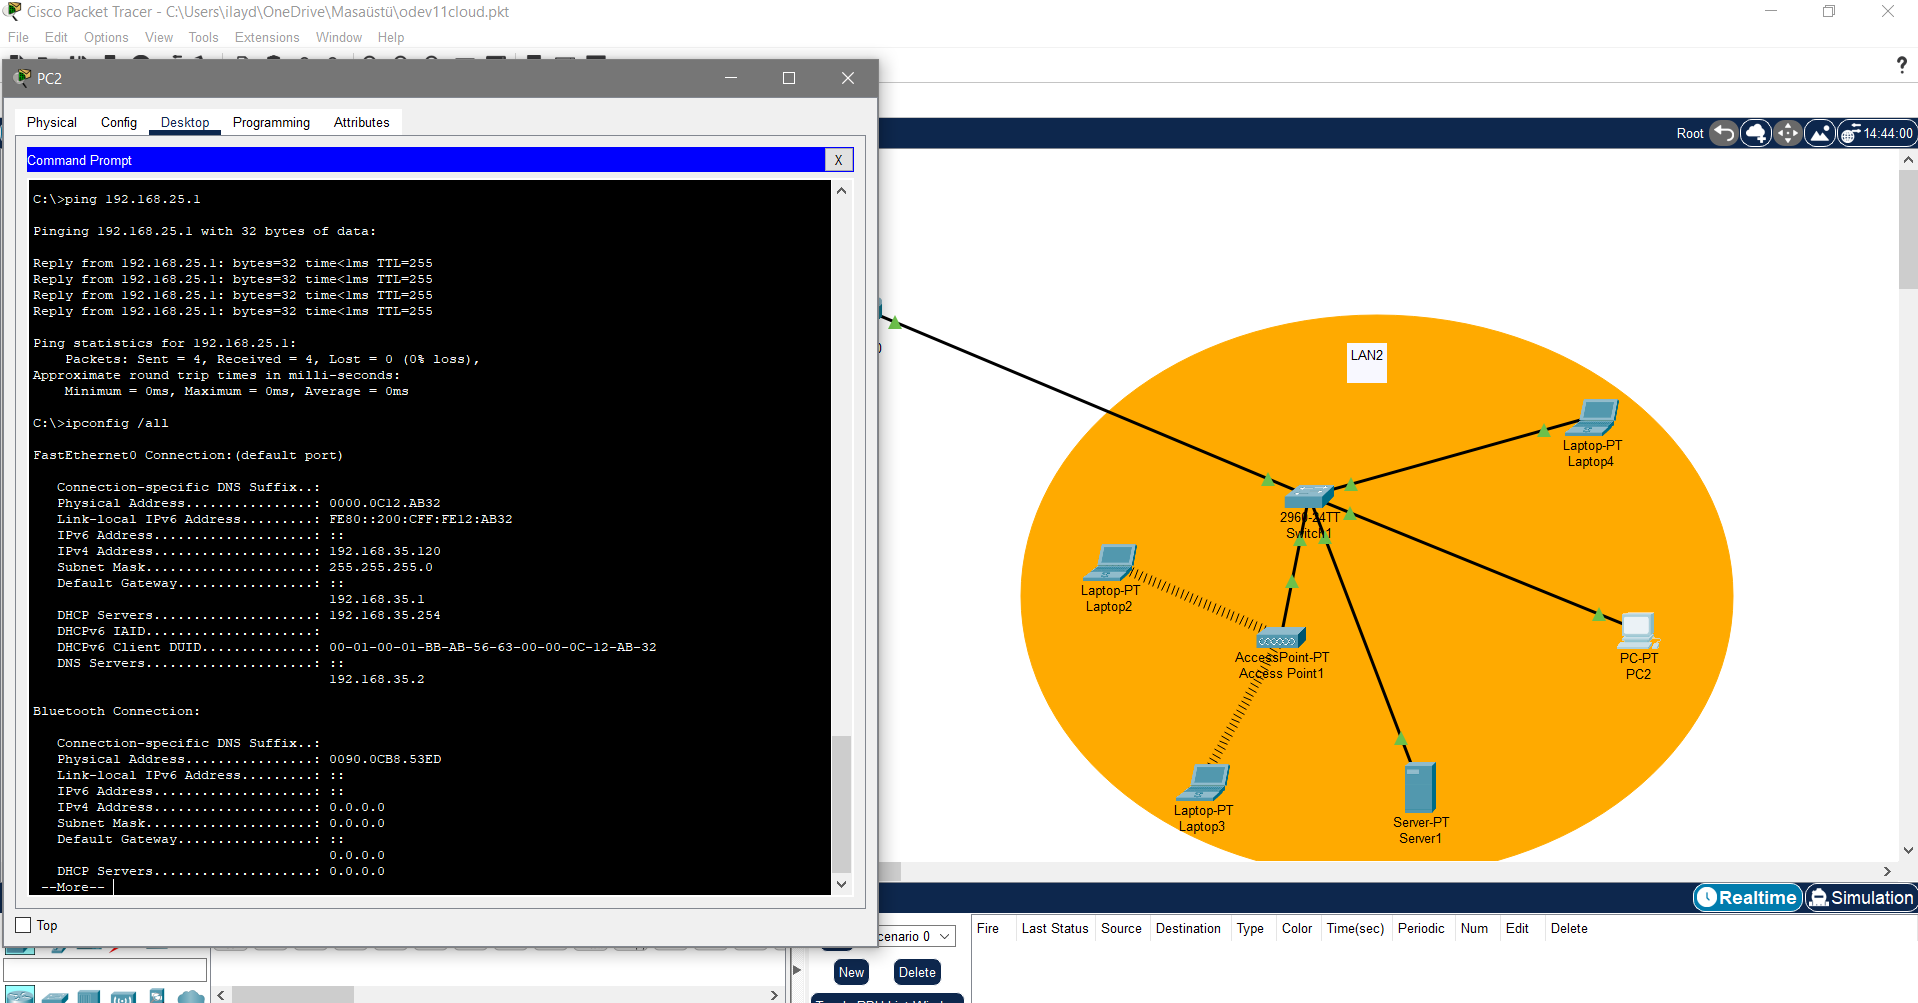 Cisco Packet Tracer - C:\Users\ilayd\OneDrive\Masaüstü\odev11cloud.pkt
File Edit Options View Tools Extensions Window Help
?
PC2
Physical Config Desktop Programming Attributes
Command Prompt X
C:\>ping 192.168.25.1
Pinging 192.168.25.1 with 32 bytes of data:
Reply from 192.168.25.1: bytes=32 time<1ms TTL=255
Reply from 192.168.25.1: bytes=32 time<1ms TTL=255
Reply from 192.168.25.1: bytes=32 time<1ms TTL=255
Reply from 192.168.25.1: bytes=32 time<1ms TTL=255
Ping statistics for 192.168.25.1:
Packets: Sent = 4, Received = 4, Lost = 0 (0% loss),
Approximate round trip times in milli-seconds:
Minimum = 0ms, Maximum = 0ms, Average = 0ms
C:\>ipconfig /all
FastEthernet0 Connection:(default port)
Connection-specific DNS Suffix..:
Physical Address................: 0000.0C12.AB32
Link-local IPv6 Address.........: FE80::200:CFF:FE12:AB32
IPv6 Address....................: ::
IPv4 Address....................: 192.168.35.120
Subnet Mask.....................: 255.255.255.0
Default Gateway.................: ::
192.168.35.1
DHCP Servers....................: 192.168.35.254
DHCPv6 IAID.....................:
DHCPv6 Client DUID..............: 00-01-00-01-BB-AB-56-63-00-00-0C-12-AB-32
DNS Servers.....................: ::
192.168.35.2
Bluetooth Connection:
Connection-specific DNS Suffix..:
Physical Address................: 0090.0CB8.53ED
Link-local IPv6 Address.........: ::
IPv6 Address....................: ::
IPv4 Address....................: 0.0.0.0
Subnet Mask.....................: 0.0.0.0
Default Gateway.................: ::
0.0.0.0
DHCP Servers....................: 0.0.0.0
--More--
Top
Root 14:44:00
LAN2
Laptop-PT
Laptop4
2960-24TT
Switch1
Laptop-PT
Laptop2
AccessPoint-PT
Access Point1
PC-PT
PC2
Laptop-PT
Laptop3
Server-PT
Server1
Realtime Simulation
cenario 0
Fire Last Status Source Destination Type Color Time(sec) Periodic Num Edit Delete
New Delete